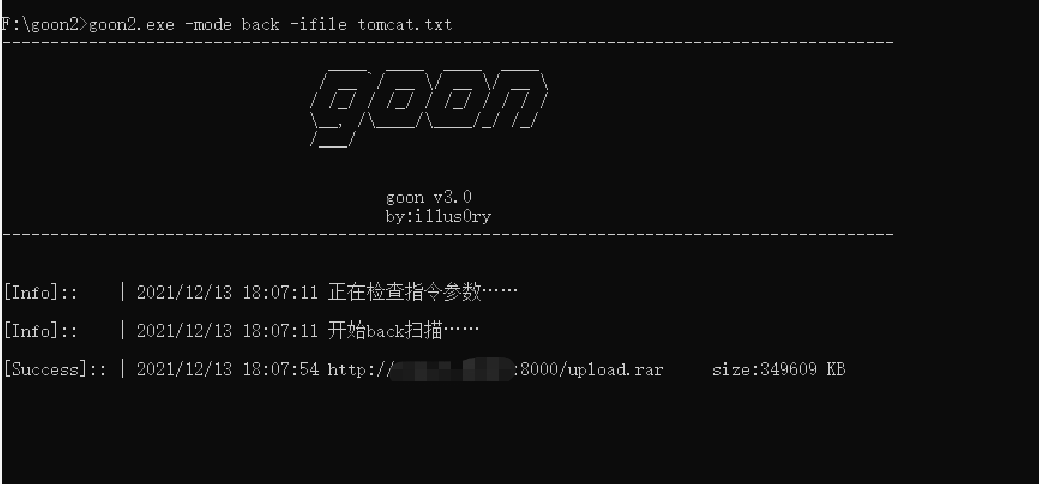 F:\goon2>goon2.exe -mode back -ifile tomcat.txt
goon
goon v3.0
by:illus0ry
[Info]:: | 2021/12/13 18:07:11 正在检查指令参数……
[Info]:: | 2021/12/13 18:07:11 开始back扫描……
[Success]:: | 2021/12/13 18:07:54 http:// :8000/upload.rar size:349609 KB